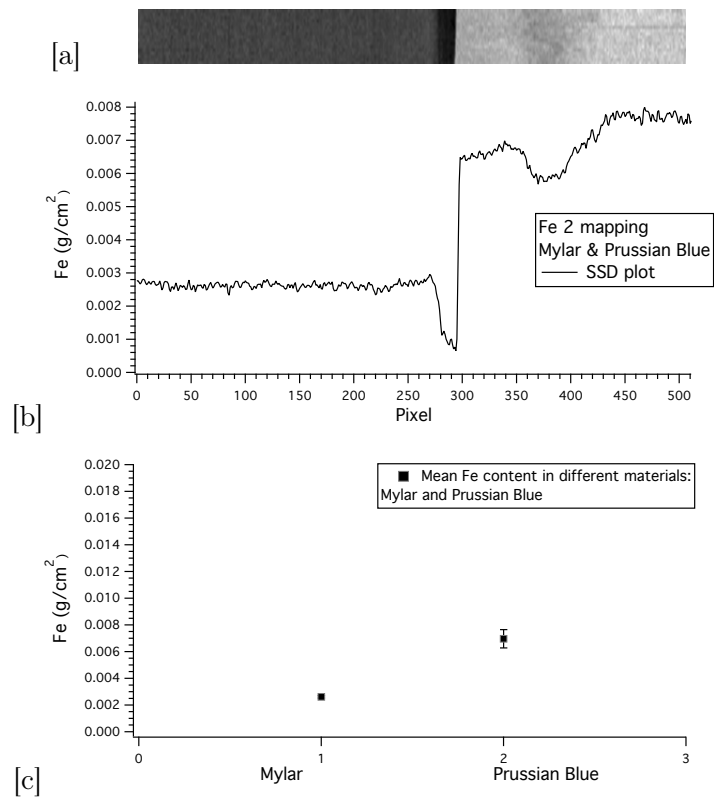 [a]
0.008
0.007
0.006
0.005
0.004
0.003
0.002
0.001
0.000
Fe (g/cm²)
Fe 2 mapping
Mylar & Prussian Blue
SSD plot
0 50 100 150 200 250 300 350 400 450 500
Pixel
[b]
0.020
0.018
0.016
0.014
0.012
0.010
0.008
0.006
0.004
0.002
0.000
Fe (g/cm²)
Mean Fe content in different materials:
Mylar and Prussian Blue
0 1 2 3
Mylar Prussian Blue
[c]